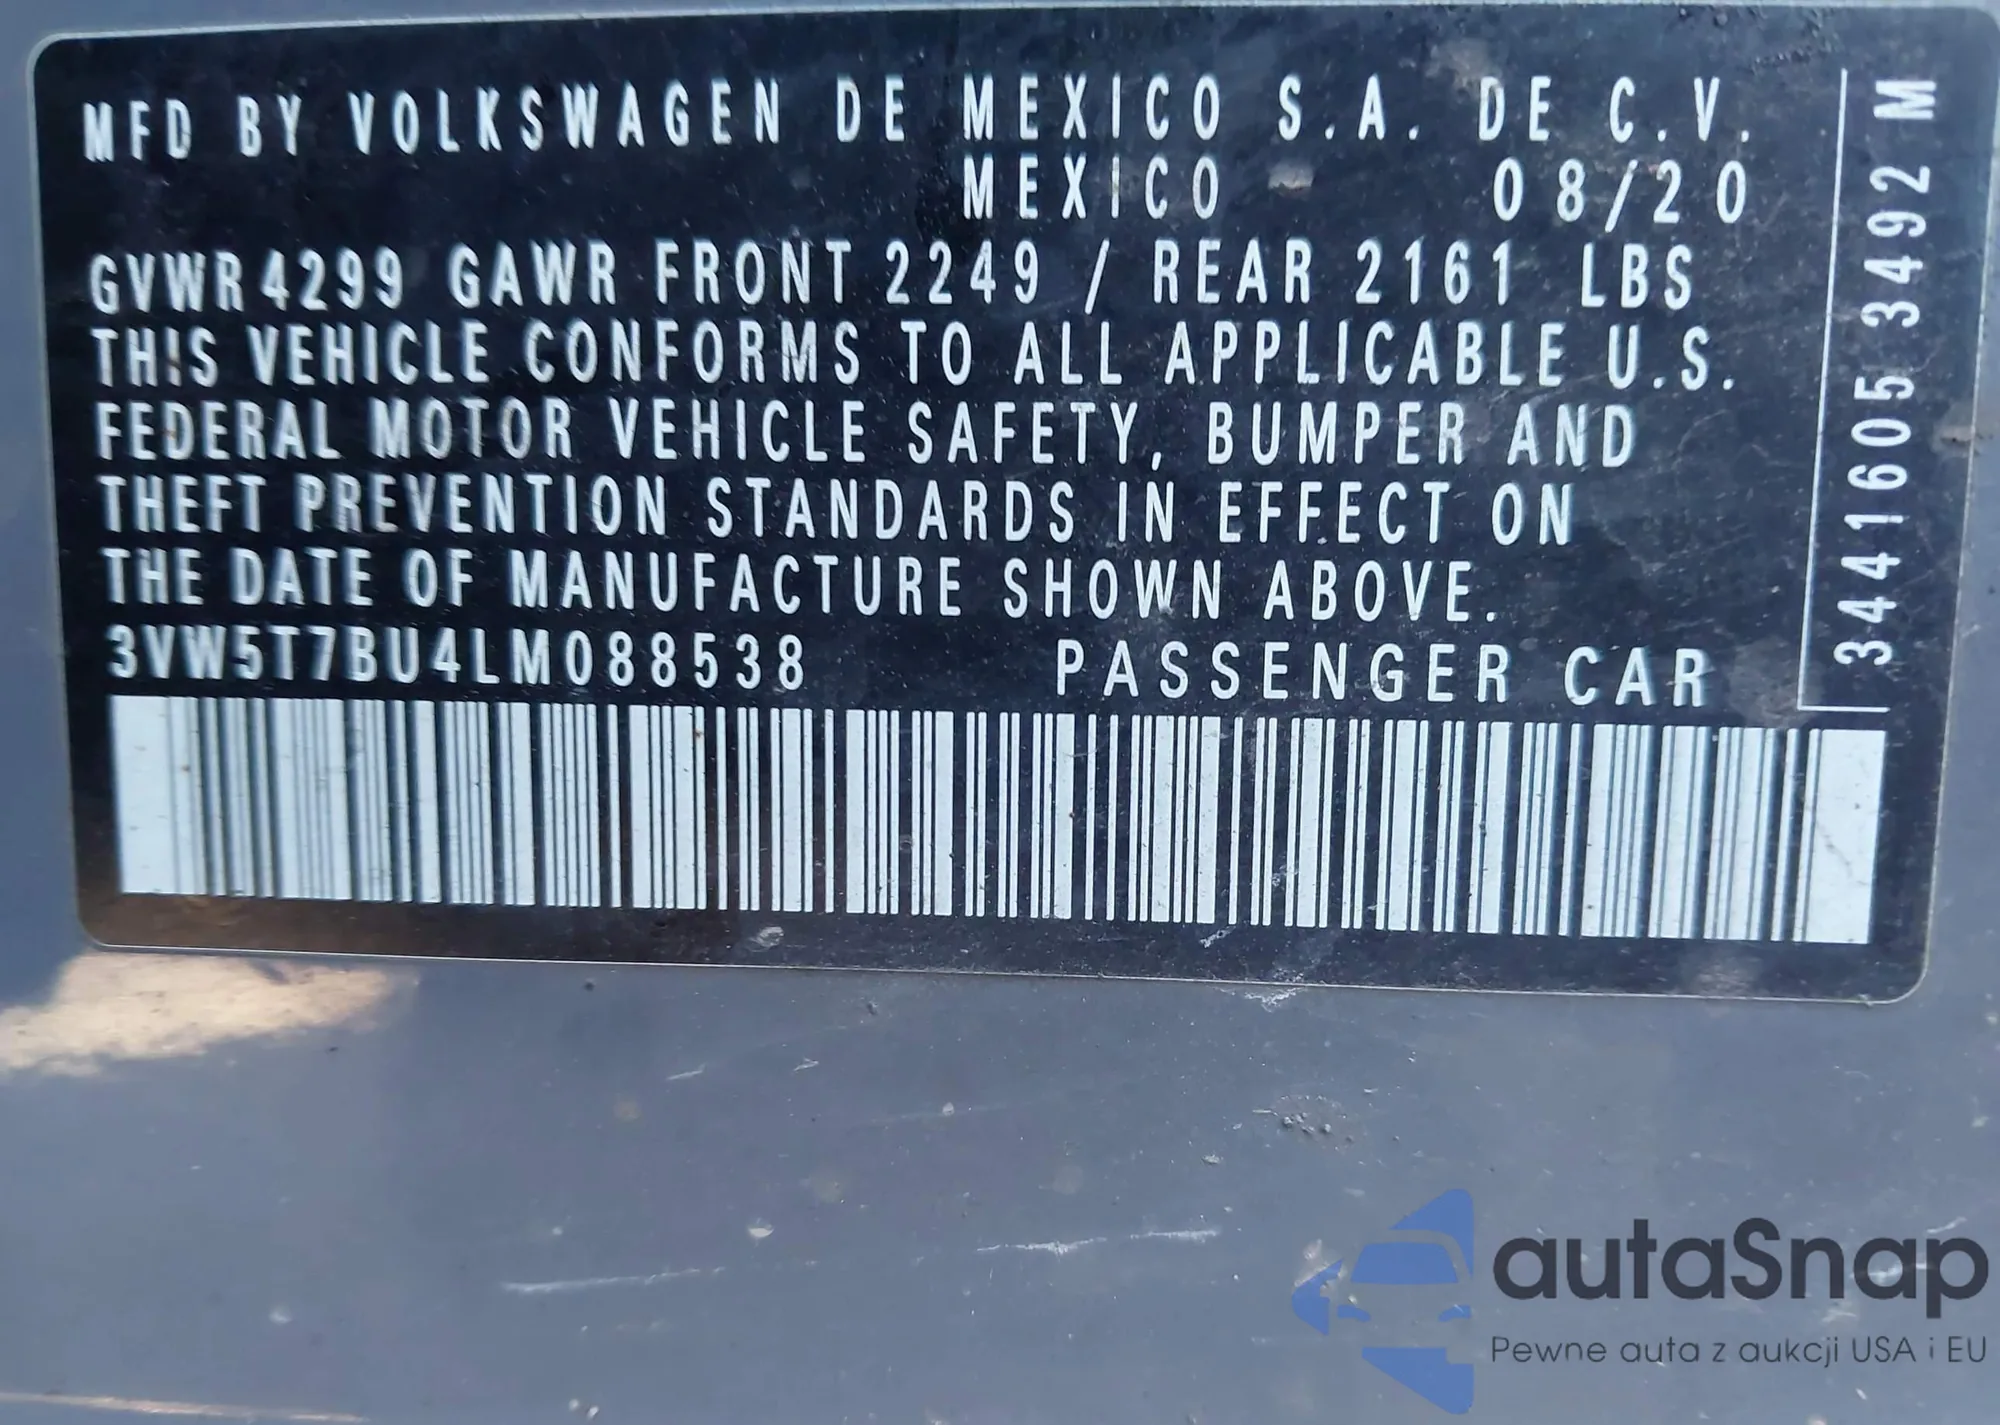 MFD BY VOLKSWAGEN DE MEXICO S.A. DE C.V.
MEXICO 08/20
GVWR 4299 GAWR FRONT 2249 / REAR 2161 LBS
THIS VEHICLE CONFORMS TO ALL APPLICABLE U.S.
FEDERAL MOTOR VEHICLE SAFETY, BUMPER AND
THEFT PREVENTION STANDARDS IN EFFECT ON
THE DATE OF MANUFACTURE SHOWN ABOVE.
3VW5T7BU4LM088538 PASSENGER CAR
3441605 3492 M
autaSnap
Pewne auta z aukcji USA i EU